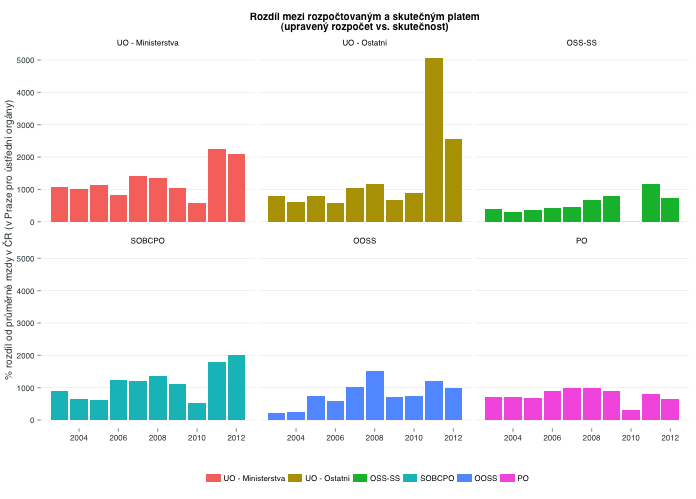 Rozdíl mezi rozpočtovaným a skutečným platem
(upravený rozpočet vs. skutečnost)
UO - Ministerstva
UO - Ostatní
OSS-SS
5000
4000
3000
2000
1000
0
SOBCPO
OOSS
PO
5000
4000
3000
2000
1000
0
2004 2006 2008 2010 2012
2004 2006 2008 2010 2012
2004 2006 2008 2010 2012
% rozdíl od průměrné mzdy v ČR (v Praze pro ústřední orgány)
UO - Ministerstva UO - Ostatní OSS-SS SOBCPO OOSS PO